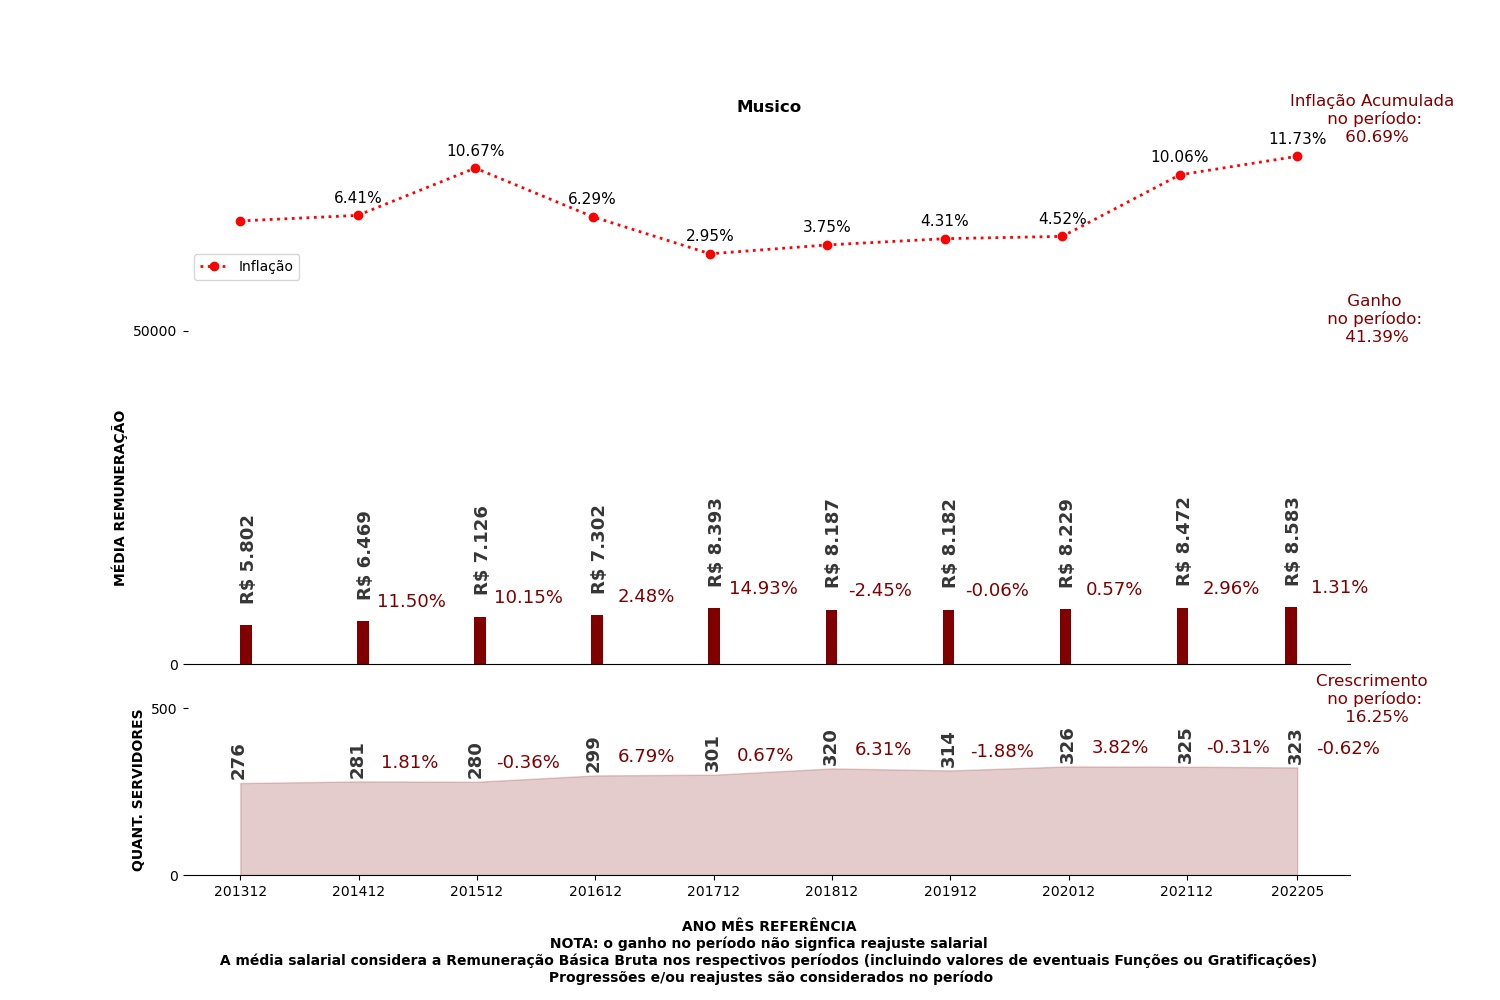 Musico
Inflação Acumulada
no período:
60.69%
6.41%
10.67%
6.29%
2.95%
3.75%
4.31%
4.52%
10.06%
11.73%
Inflação
Ganho
no período:
41.39%
50000
0
MÉDIA REMUNERAÇÃO
R$ 5.802
R$ 6.469
R$ 7.126
R$ 7.302
R$ 8.393
R$ 8.187
R$ 8.182
R$ 8.229
R$ 8.472
R$ 8.583
11.50%
10.15%
2.48%
14.93%
-2.45%
-0.06%
0.57%
2.96%
1.31%
Crescrimento
no período:
16.25%
500
0
QUANT. SERVIDORES
276
281
280
299
301
320
314
326
325
323
1.81%
-0.36%
6.79%
0.67%
6.31%
-1.88%
3.82%
-0.31%
-0.62%
201312
201412
201512
201612
201712
201812
201912
202012
202112
202205
ANO MÊS REFERÊNCIA
NOTA: o ganho no período não signfica reajuste salarial
A média salarial considera a Remuneração Básica Bruta nos respectivos períodos (incluindo valores de eventuais Funções ou Gratificações)
Progressões e/ou reajustes são considerados no período